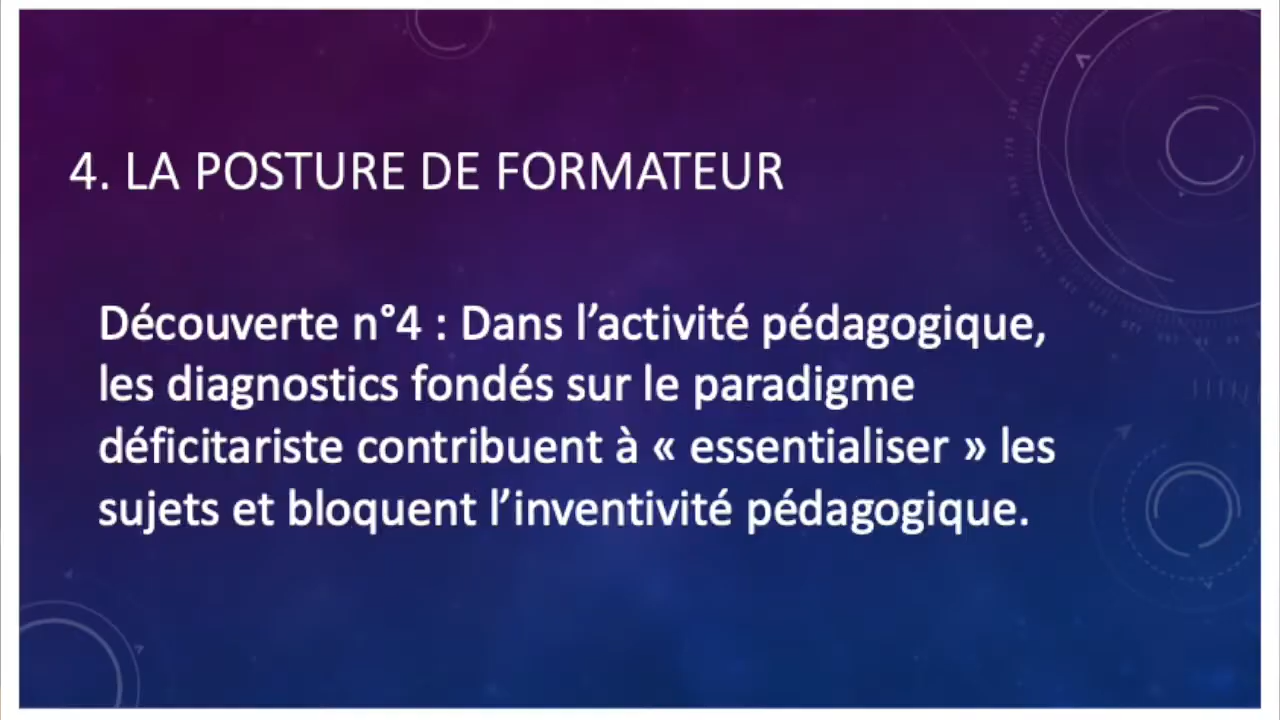 4. LA POSTURE DE FORMATEUR
Découverte n°4 : Dans l’activité pédagogique,
les diagnostics fondés sur le paradigme
déficitariste contribuent à « essentialiser » les
sujets et bloquent l’inventivité pédagogique.